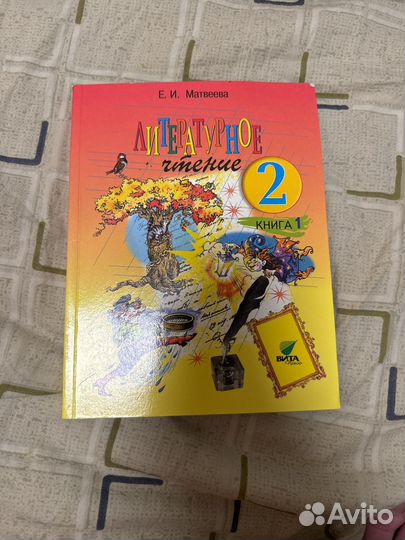 Е. И. Матвеева
ЛИТЕРАТУРНОЕ
чтение
2
КНИГА 1
ВИТА
Avito